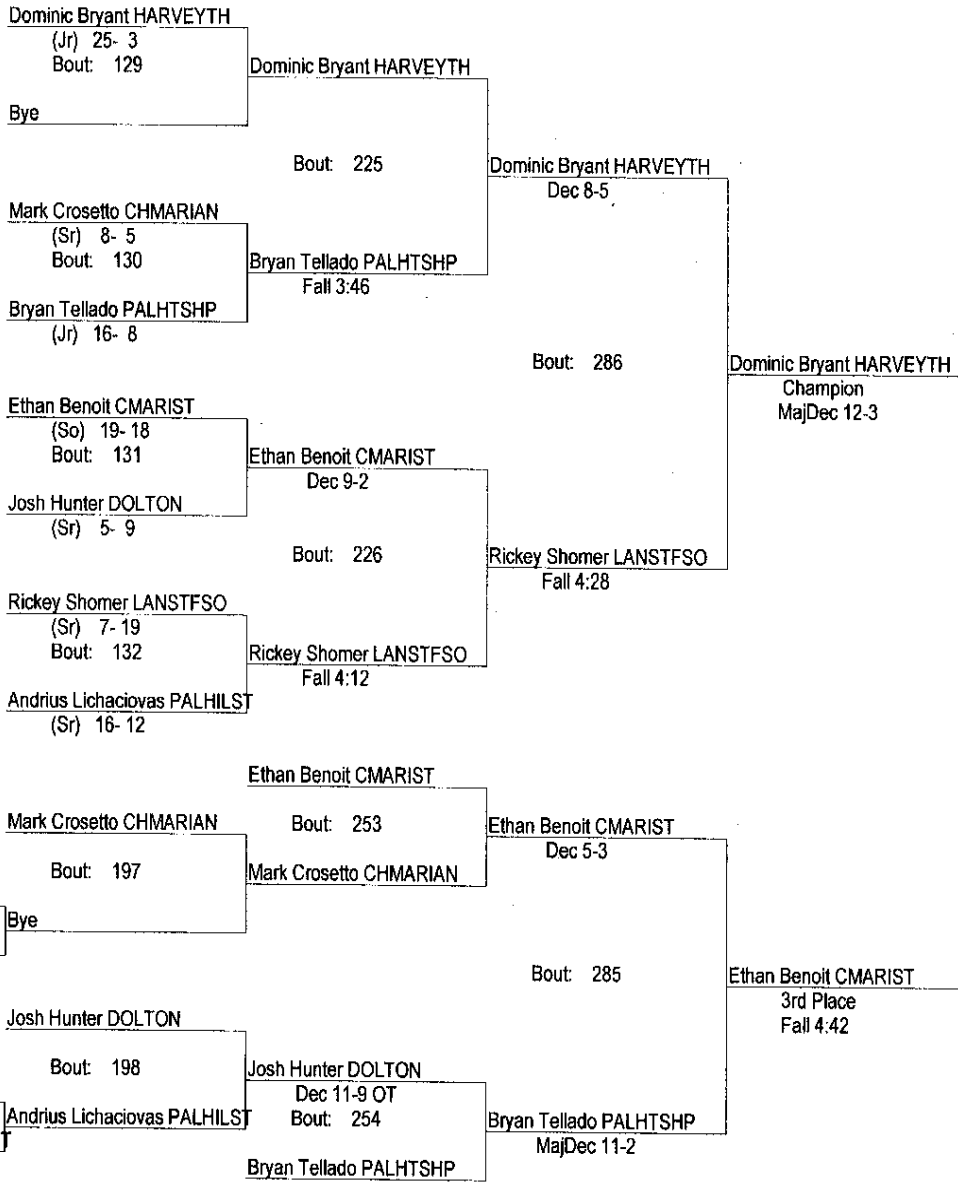 Dominic Bryant HARVEYTH
(Jr) 25- 3
Bout: 129
Dominic Bryant HARVEYTH
Bye
Bout: 225
Dominic Bryant HARVEYTH
Dec 8-5
Mark Crosetto CHMARIAN
(Sr) 8- 5
Bout: 130
Bryan Tellado PALHTSHP
Fall 3:46
Bryan Tellado PALHTSHP
(Jr) 16- 8
Bout: 286
Dominic Bryant HARVEYTH
Champion
MajDec 12-3
Ethan Benoit CMARIST
(So) 19- 18
Bout: 131
Ethan Benoit CMARIST
Dec 9-2
Josh Hunter DOLTON
(Sr) 5- 9
Bout: 226
Rickey Shomer LANSTFSO
Fall 4:28
Rickey Shomer LANSTFSO
(Sr) 7- 19
Bout: 132
Rickey Shomer LANSTFSO
Fall 4:12
Andrius Lichaciovas PALHILST
(Sr) 16- 12
Ethan Benoit CMARIST
Mark Crosetto CHMARIAN
Bout: 253
Ethan Benoit CMARIST
Dec 5-3
Bout: 197
Mark Crosetto CHMARIAN
Bye
Bout: 285
Ethan Benoit CMARIST
3rd Place
Fall 4:42
Josh Hunter DOLTON
Bout: 198
Josh Hunter DOLTON
Dec 11-9 OT
Andrius Lichaciovas PALHILST
Bout: 254
Bryan Tellado PALHTSHP
MajDec 11-2
T
Bryan Tellado PALHTSHP